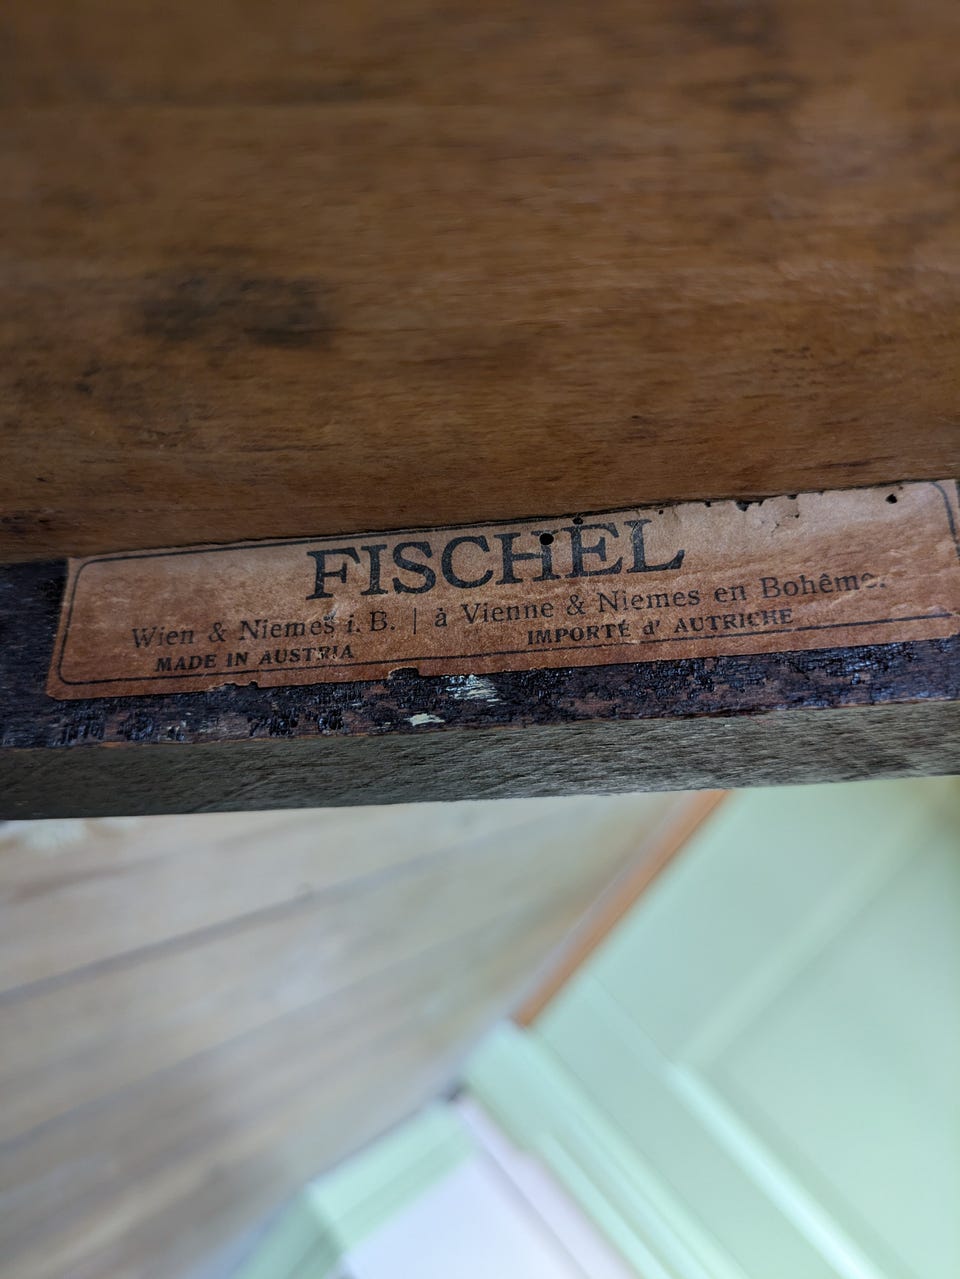 FISCHEL
Wien & Niemes i. B. | à Vienne & Niemes en Bohême.
MADE IN AUSTRIA IMPORTÉ d' AUTRICHE